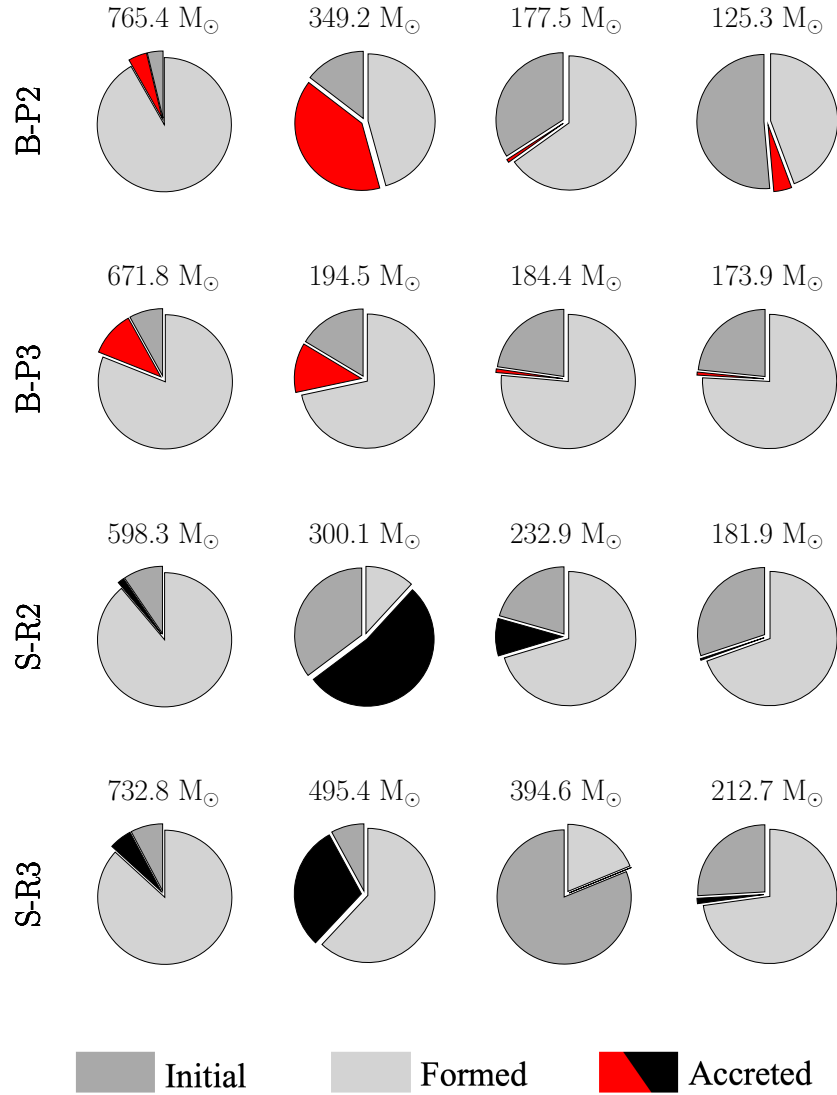 765.4 M☉ 349.2 M☉ 177.5 M☉ 125.3 M☉
B-P2
671.8 M☉ 194.5 M☉ 184.4 M☉ 173.9 M☉
B-P3
598.3 M☉ 300.1 M☉ 232.9 M☉ 181.9 M☉
S-R2
732.8 M☉ 495.4 M☉ 394.6 M☉ 212.7 M☉
S-R3
Initial Formed Accreted